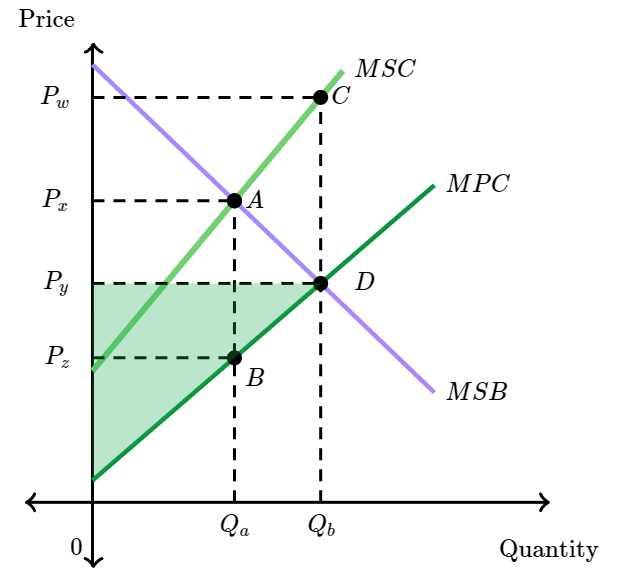 Price
MSC
P_w
C
MPC
P_x
A
P_y
D
P_z
B
MSB
Q_a
Q_b
0
Quantity